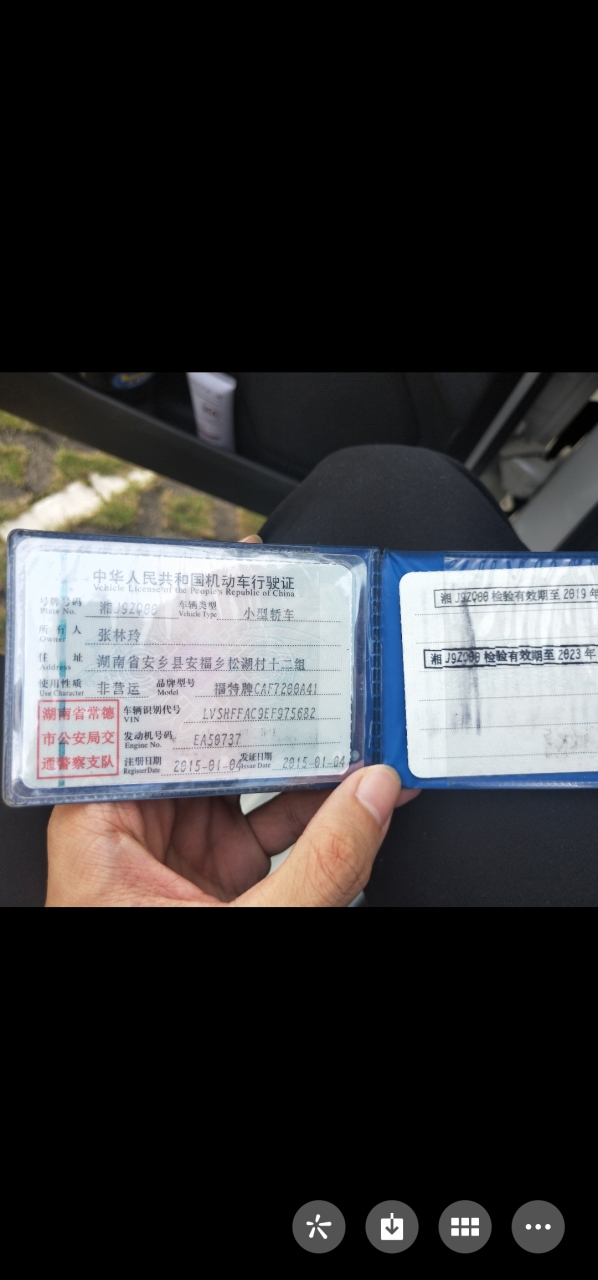 中华人民共和国机动车行驶证
Vehicle License of the People's Republic of China
号牌号码 湘J9Z088 车辆类型 小型轿车
Plate No. Vehicle Type
所有人 张林玲
Owner
住址 湖南省安乡县安福乡松湖村十二组
Address
使用性质 非营运 品牌型号 福特牌CAF7200A41
Use Character Model
湖南省常德
市公安局交
通警察支队
车辆识别代号 LVSHFFAC9EF975682
VIN
发动机号码 EA50737
Engine No.
注册日期 2015-01-04 发证日期 2015-01-04
Register Date Issue Date
湘J9Z088 检验有效期至 2019年
湘J9Z088 检验有效期至 2023年